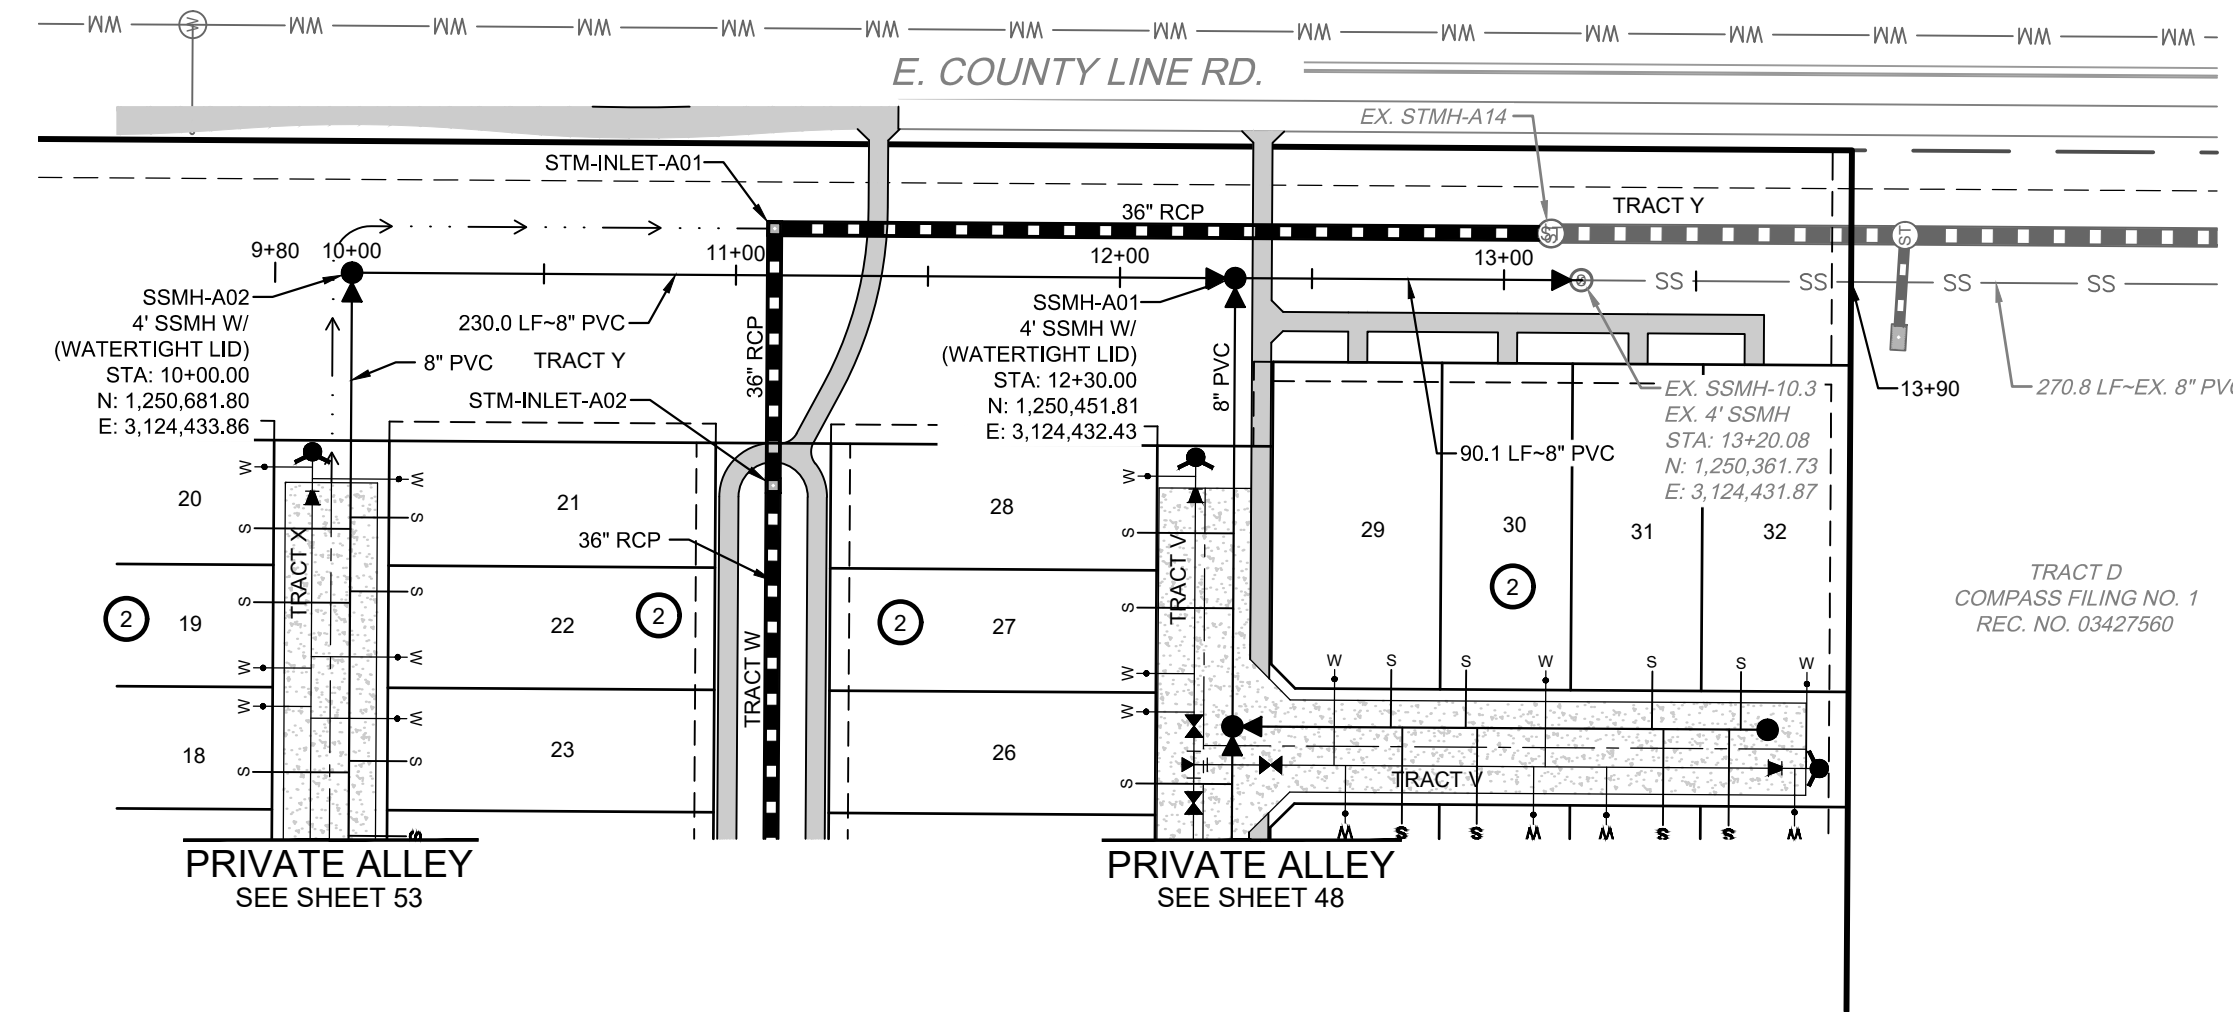 WM WM WM WM WM WM WM WM WM WM WM WM WM WM WM
W
E. COUNTY LINE RD.
EX. STMH-A14
STM-INLET-A01
36" RCP
TRACT Y
ST
ST
9+80
10+00
11+00
12+00
13+00
SS SS SS SS
SSMH-A02
4' SSMH W/
(WATERTIGHT LID)
STA: 10+00.00
N: 1,250,681.80
E: 3,124,433.86
230.0 LF~8" PVC
8" PVC
TRACT Y
STM-INLET-A02
36" RCP
36" RCP
SSMH-A01
4' SSMH W/
(WATERTIGHT LID)
STA: 12+30.00
N: 1,250,451.81
E: 3,124,432.43
8" PVC
90.1 LF~8" PVC
EX. SSMH-10.3
EX. 4' SSMH
STA: 13+20.08
N: 1,250,361.73
E: 3,124,431.87
13+90
270.8 LF~EX. 8" PVC
20
21
28
29
30
31
32
2
TRACT X
TRACT V
TRACT D
COMPASS FILING NO. 1
REC. NO. 03427560
2
19
22
2
2
27
TRACT W
18
23
26
W S S W S S W
W W S S S S W W W W S S
W S S W W S
TRACT V
W S S W W S S W
S
PRIVATE ALLEY
SEE SHEET 53
PRIVATE ALLEY
SEE SHEET 48